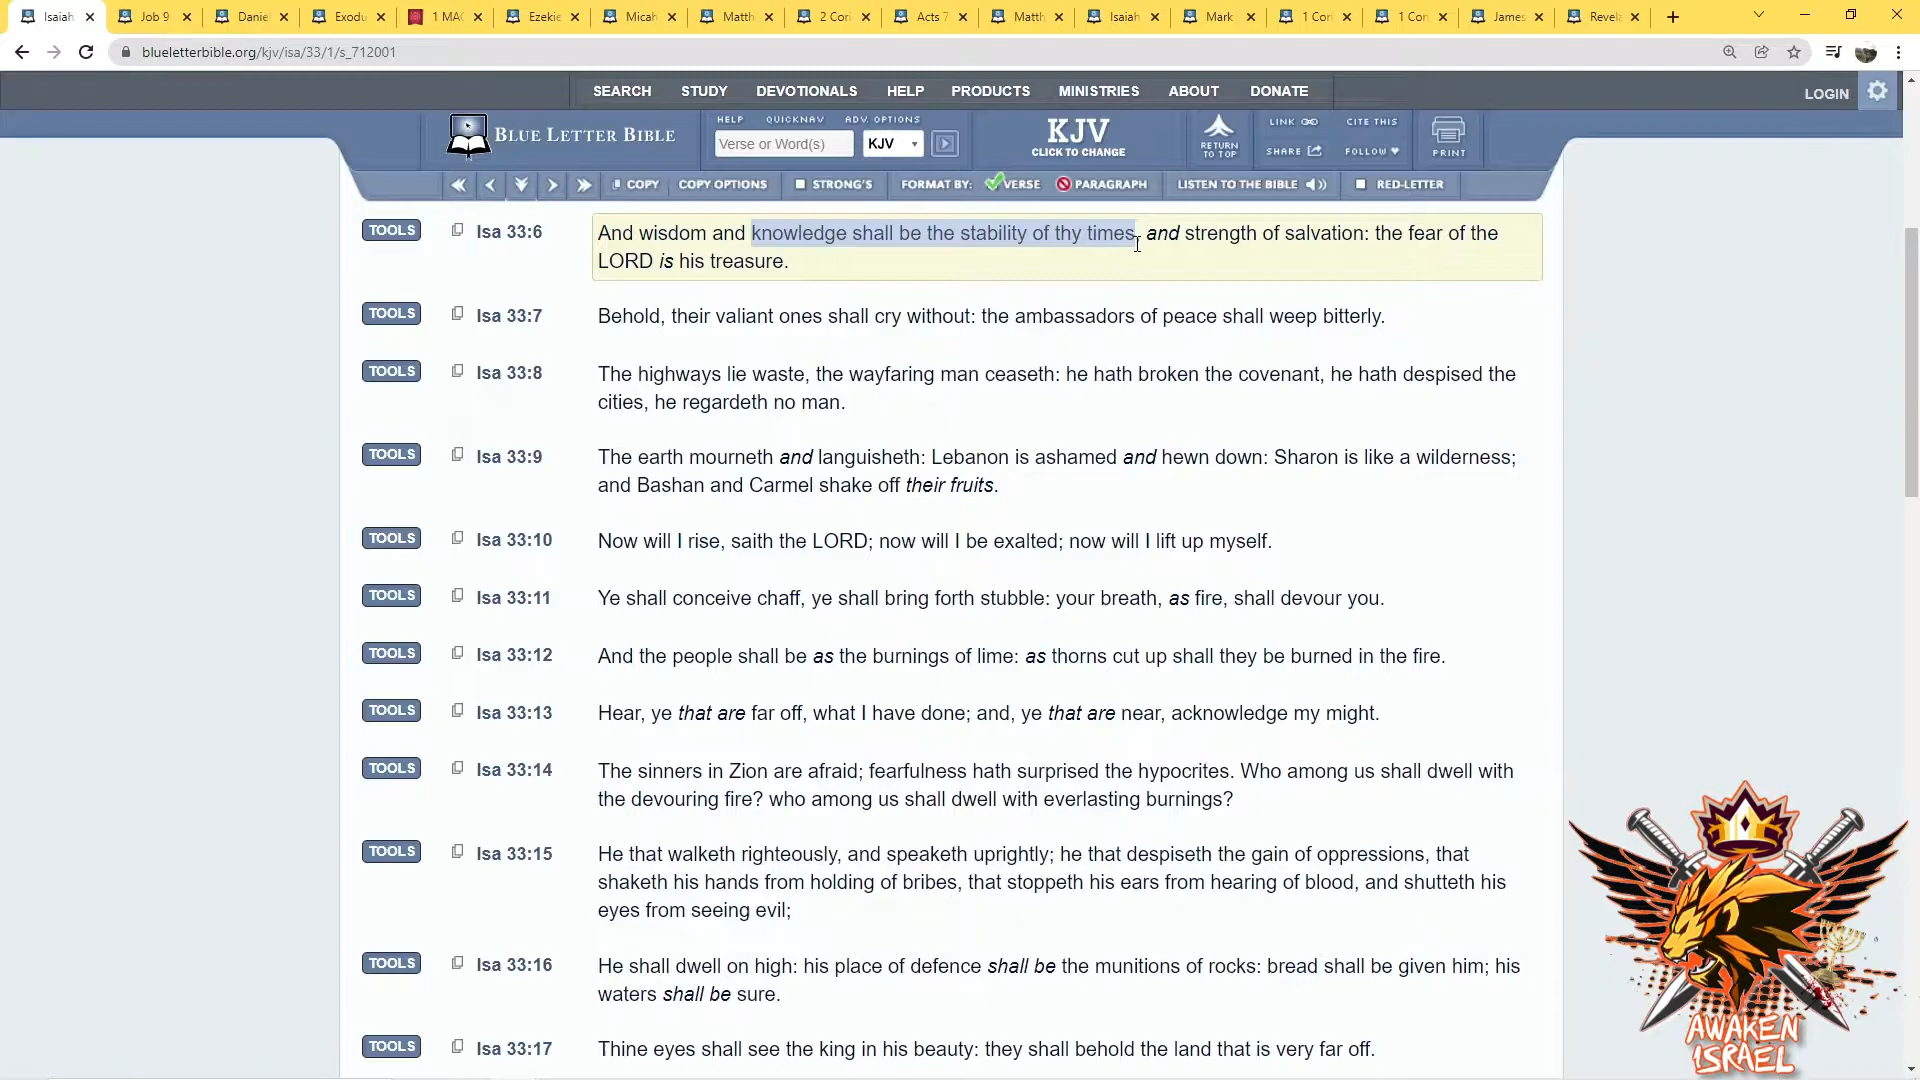 Isaiah
Job 9
Danie
Exodu
1 MAC
Ezekie
Micah
Matth
2 Cori
Acts 7
Matth
Isaiah
Mark
1 Cor
1 Cor
James
Revel
blueletterbible.org/kjv/isa/33/1/s_712001
SEARCH STUDY DEVOTIONALS HELP PRODUCTS MINISTRIES ABOUT DONATE
LOGIN
BLUE LETTER BIBLE
HELP QUICKNAV ADV. OPTIONS
Verse or Word(s) KJV
KJV
CLICK TO CHANGE
RETURN
TO TOP
LINK CITE THIS
SHARE FOLLOW
PRINT
COPY COPY OPTIONS STRONG'S FORMAT BY: VERSE PARAGRAPH LISTEN TO THE BIBLE RED-LETTER
TOOLS Isa 33:6 And wisdom and knowledge shall be the stability of thy times, and strength of salvation: the fear of the
LORD is his treasure.
TOOLS Isa 33:7 Behold, their valiant ones shall cry without: the ambassadors of peace shall weep bitterly.
TOOLS Isa 33:8 The highways lie waste, the wayfaring man ceaseth: he hath broken the covenant, he hath despised the
cities, he regardeth no man.
TOOLS Isa 33:9 The earth mourneth and languisheth: Lebanon is ashamed and hewn down: Sharon is like a wilderness;
and Bashan and Carmel shake off their fruits.
TOOLS Isa 33:10 Now will I rise, saith the LORD; now will I be exalted; now will I lift up myself.
TOOLS Isa 33:11 Ye shall conceive chaff, ye shall bring forth stubble: your breath, as fire, shall devour you.
TOOLS Isa 33:12 And the people shall be as the burnings of lime: as thorns cut up shall they be burned in the fire.
TOOLS Isa 33:13 Hear, ye that are far off, what I have done; and, ye that are near, acknowledge my might.
TOOLS Isa 33:14 The sinners in Zion are afraid; fearfulness hath surprised the hypocrites. Who among us shall dwell with
the devouring fire? who among us shall dwell with everlasting burnings?
TOOLS Isa 33:15 He that walketh righteously, and speaketh uprightly; he that despiseth the gain of oppressions, that
shaketh his hands from holding of bribes, that stoppeth his ears from hearing of blood, and shutteth his
eyes from seeing evil;
TOOLS Isa 33:16 He shall dwell on high: his place of defence shall be the munitions of rocks: bread shall be given him; his
waters shall be sure.
TOOLS Isa 33:17 Thine eyes shall see the king in his beauty: they shall behold the land that is very far off.
AWAKEN
ISRAEL